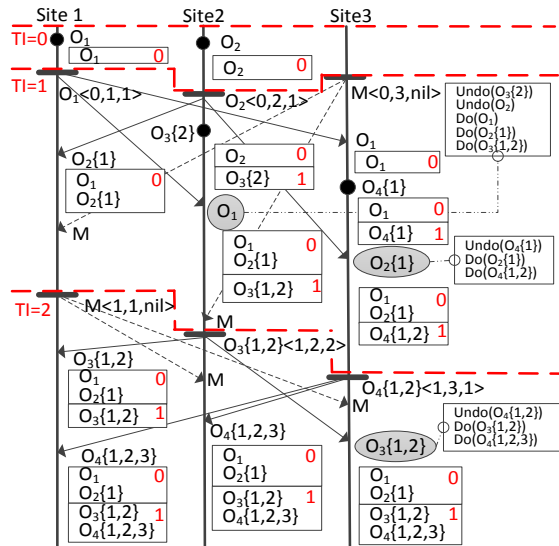 Site 1
Site2
Site3
TI=0
O₁
O₁ 0
O₂
O₂ 0
TI=1
O₁<0,1,1>
O₂<0,2,1>
M<0,3,nil>
Undo(O₃{2})
Undo(O₂)
Do(O₁)
Do(O₂{1})
Do(O₃{1,2})
O₃{2}
O₁
O₁ 0
O₂{1}
O₁ 0
O₂{1}
O₂ 0
O₃{2} 1
O₄{1}
O₁ 0
O₄{1} 1
O₁
M
O₁ 0
O₂{1}
O₃{1,2} 1
O₂{1}
Undo(O₄{1})
Do(O₂{1})
Do(O₄{1,2})
O₁ 0
O₂{1}
O₄{1,2} 1
TI=2
M<1,1,nil>
M
O₃{1,2}<1,2,2>
O₃{1,2}
O₁ 0
O₂{1}
O₃{1,2} 1
M
O₄{1,2}<1,3,1>
M
Undo(O₄{1,2})
Do(O₃{1,2})
Do(O₄{1,2,3})
O₃{1,2}
O₄{1,2,3}
O₁ 0
O₂{1}
O₃{1,2} 1
O₄{1,2,3}
O₄{1,2,3}
O₁ 0
O₂{1}
O₃{1,2} 1
O₄{1,2,3}
O₁ 0
O₂{1}
O₃{1,2} 1
O₄{1,2,3}